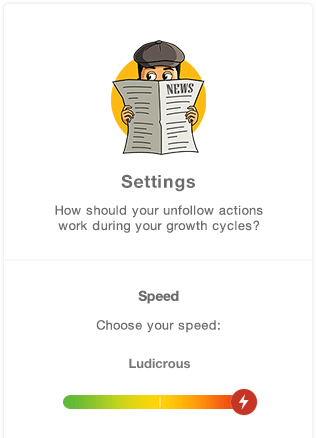 NEWS
Settings
How should your unfollow actions
work during your growth cycles?
Speed
Choose your speed:
Ludicrous